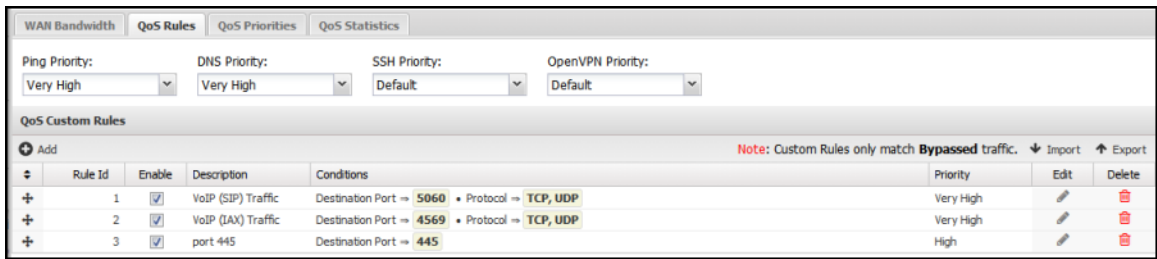 WAN Bandwidth QoS Rules QoS Priorities QoS Statistics
Ping Priority: DNS Priority: SSH Priority: OpenVPN Priority:
Very High Very High Default Default
QoS Custom Rules
Add Note: Custom Rules only match Bypassed traffic. Import Export
Rule Id Enable Description Conditions Priority Edit Delete
1 VoIP (SIP) Traffic Destination Port ⇒ 5060 • Protocol ⇒ TCP, UDP Very High
2 VoIP (IAX) Traffic Destination Port ⇒ 4569 • Protocol ⇒ TCP, UDP Very High
3 port 445 Destination Port ⇒ 445 High